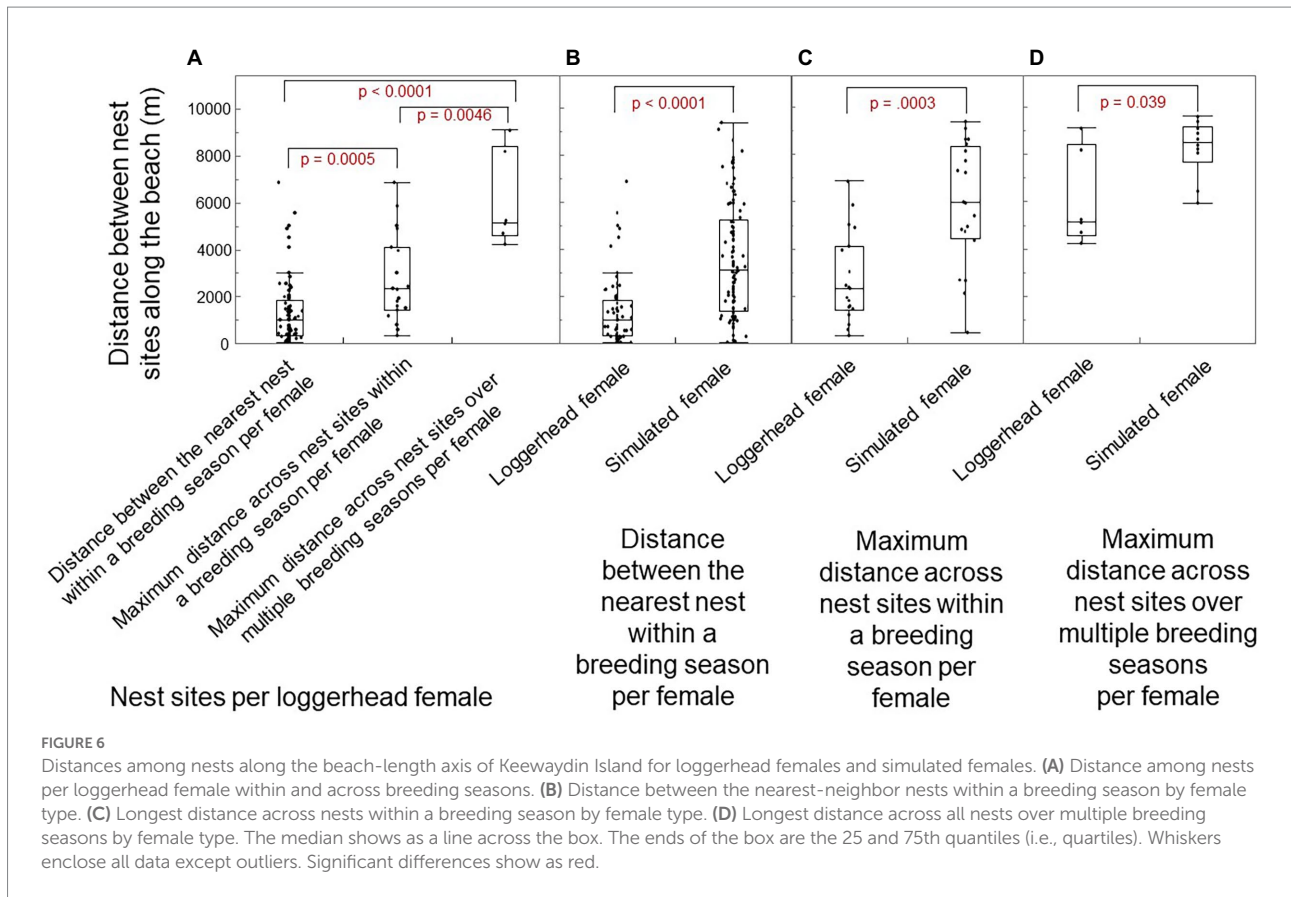 A
B
C
D
Distance between nest
sites along the beach (m)
10000
8000
6000
4000
2000
0
p < 0.0001
p = 0.0046
p = 0.0005
p < 0.0001
p = .0003
p = 0.039
Distance between the nearest nest
within a breeding season per female
Maximum distance across nest sites within
a breeding season per female
Maximum distance across nest sites over
multiple breeding seasons per female
Loggerhead female
Simulated female
Loggerhead female
Simulated female
Loggerhead female
Simulated female
Nest sites per loggerhead female
Distance
between the
nearest nest
within a
breeding season
per female
Maximum
distance across
nest sites within
a breeding
season per
female
Maximum
distance across
nest sites over
multiple breeding
seasons
per female
FIGURE 6
Distances among nests along the beach-length axis of Keewaydin Island for loggerhead females and simulated females. (A) Distance among nests
per loggerhead female within and across breeding seasons. (B) Distance between the nearest-neighbor nests within a breeding season by female
type. (C) Longest distance across nests within a breeding season by female type. (D) Longest distance across all nests over multiple breeding
seasons by female type. The median shows as a line across the box. The ends of the box are the 25 and 75th quantiles (i.e., quartiles). Whiskers
enclose all data except outliers. Significant differences show as red.